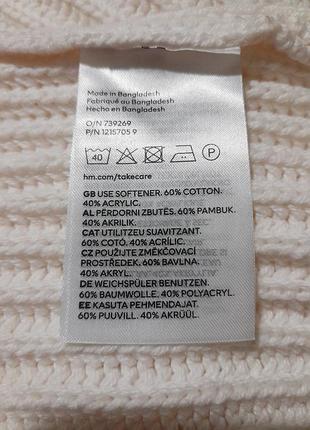 Made in Bangladesh
Fabriqué au Bangladesh
Hecho en Bangladesh
O/N 739269
P/N 1215705 9
40 P
hm.com/takecare
GB USE SOFTENER. 60% COTTON.
40% ACRYLIC.
AL PËRDORNI ZBUTËS. 60% PAMBUK.
40% AKRILIK.
CAT UTILITZEU SUAVITZANT.
60% COTÓ. 40% ACRÍLIC.
CZ POUŽIJTE ZMĚKČOVACÍ
PROSTŘEDEK. 60% BAVLNA.
40% AKRYL.
DE WEICHSPÜLER BENUTZEN.
60% BAUMWOLLE. 40% POLYACRYL.
EE KASUTA PEHMENDAJAT.
60% PUUVILL. 40% AKRÜÜL.